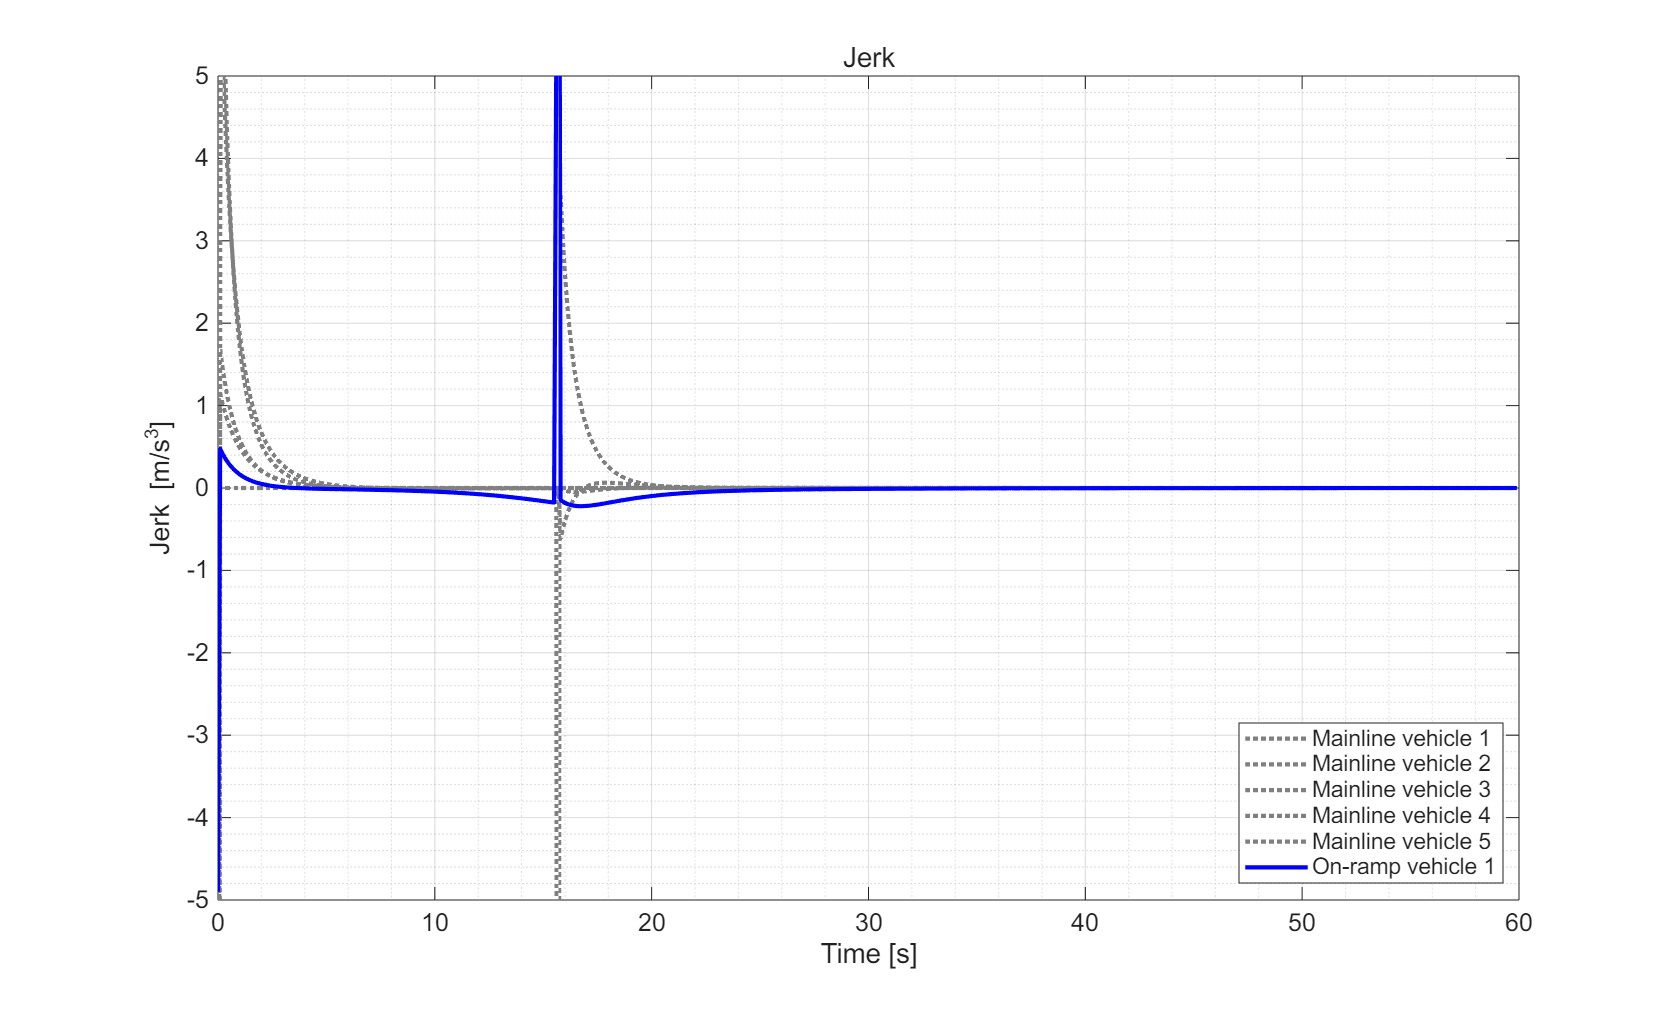 Jerk
5
4
3
2
1
0
-1
-2
-3
-4
-5
Jerk [m/s³]
0 10 20 30 40 50 60
Time [s]
Mainline vehicle 1
Mainline vehicle 2
Mainline vehicle 3
Mainline vehicle 4
Mainline vehicle 5
On-ramp vehicle 1